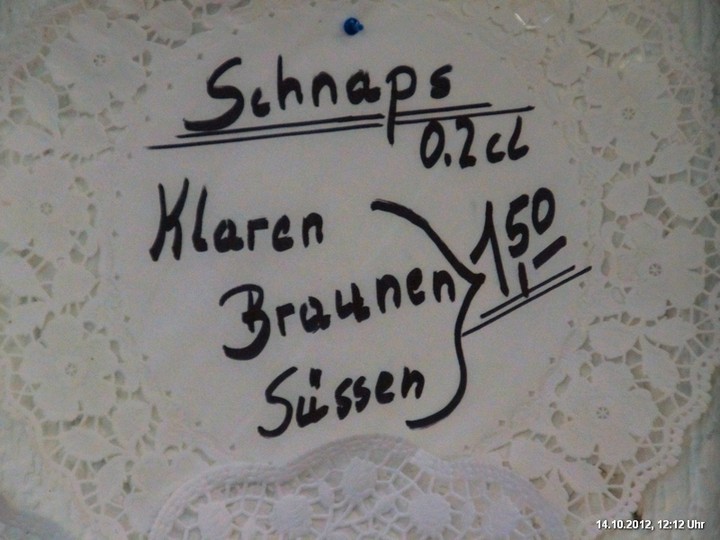 Schnaps
0.2 cl
Klaren
Braunen
Süssen
1,50
14.10.2012, 12:12 Uhr